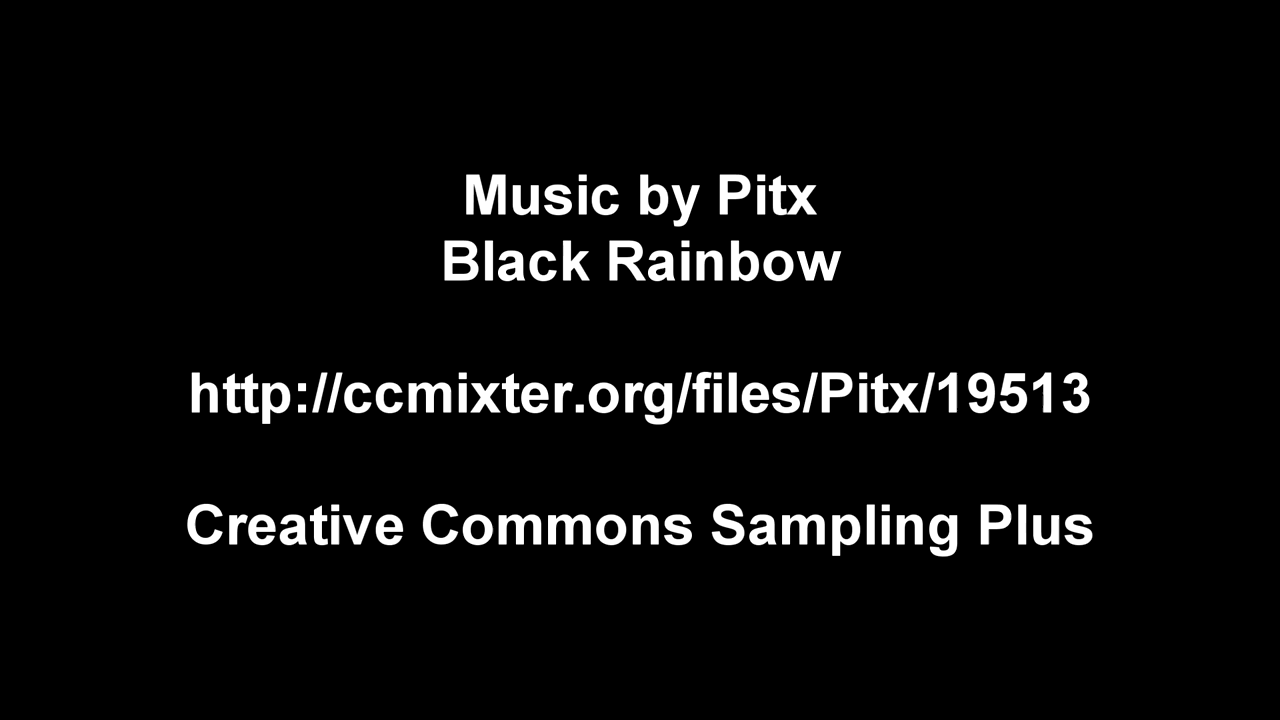 Music by Pitx
Black Rainbow
http://ccmixter.org/files/Pitx/19513
Creative Commons Sampling Plus